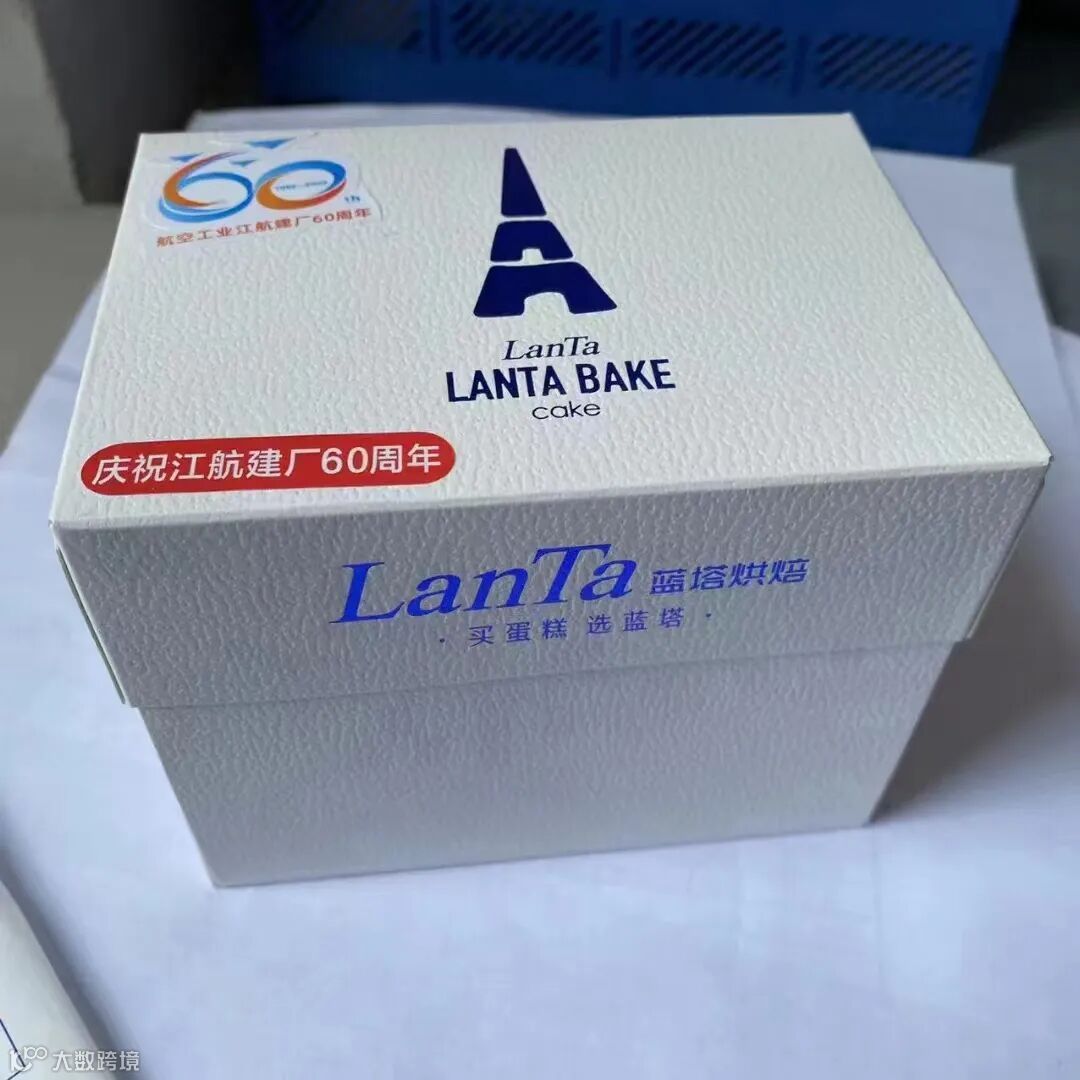 60th
航空工业江航建厂60周年
LanTa
LANTA BAKE
cake
庆祝江航建厂60周年
LanTa 蓝塔烘焙
·买蛋糕 选蓝塔·
大数跨境